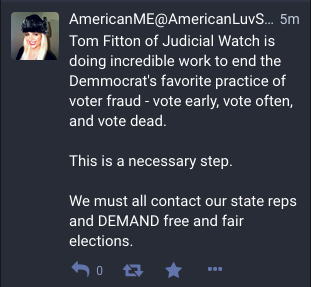 AmericanME@AmericanLuvS... 5m
Tom Fitton of Judicial Watch is
doing incredible work to end the
Demmocrat's favorite practice of
voter fraud - vote early, vote often,
and vote dead.
This is a necessary step.
We must all contact our state reps
and DEMAND free and fair
elections.
0